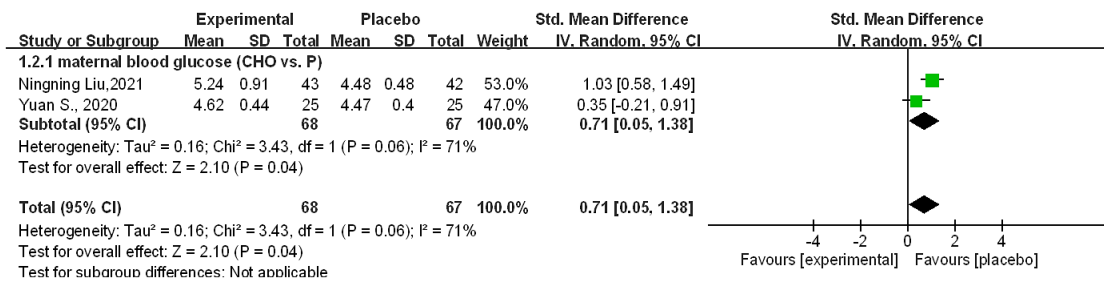 Experimental Placebo Std. Mean Difference Std. Mean Difference
Study or Subgroup Mean SD Total Mean SD Total Weight IV, Random, 95% CI IV, Random, 95% CI
1.2.1 maternal blood glucose (CHO vs. P)
Ningning Liu,2021 5.24 0.91 43 4.48 0.48 42 53.0% 1.03 [0.58, 1.49]
Yuan S., 2020 4.62 0.44 25 4.47 0.4 25 47.0% 0.35 [-0.21, 0.91]
Subtotal (95% CI) 68 67 100.0% 0.71 [0.05, 1.38]
Heterogeneity: Tau² = 0.16; Chi² = 3.43, df = 1 (P = 0.06); I² = 71%
Test for overall effect: Z = 2.10 (P = 0.04)
Total (95% CI) 68 67 100.0% 0.71 [0.05, 1.38]
Heterogeneity: Tau² = 0.16; Chi² = 3.43, df = 1 (P = 0.06); I² = 71%
Test for overall effect: Z = 2.10 (P = 0.04)
Test for subgroup differences: Not applicable
-4 -2 0 2 4
Favours [experimental] Favours [placebo]